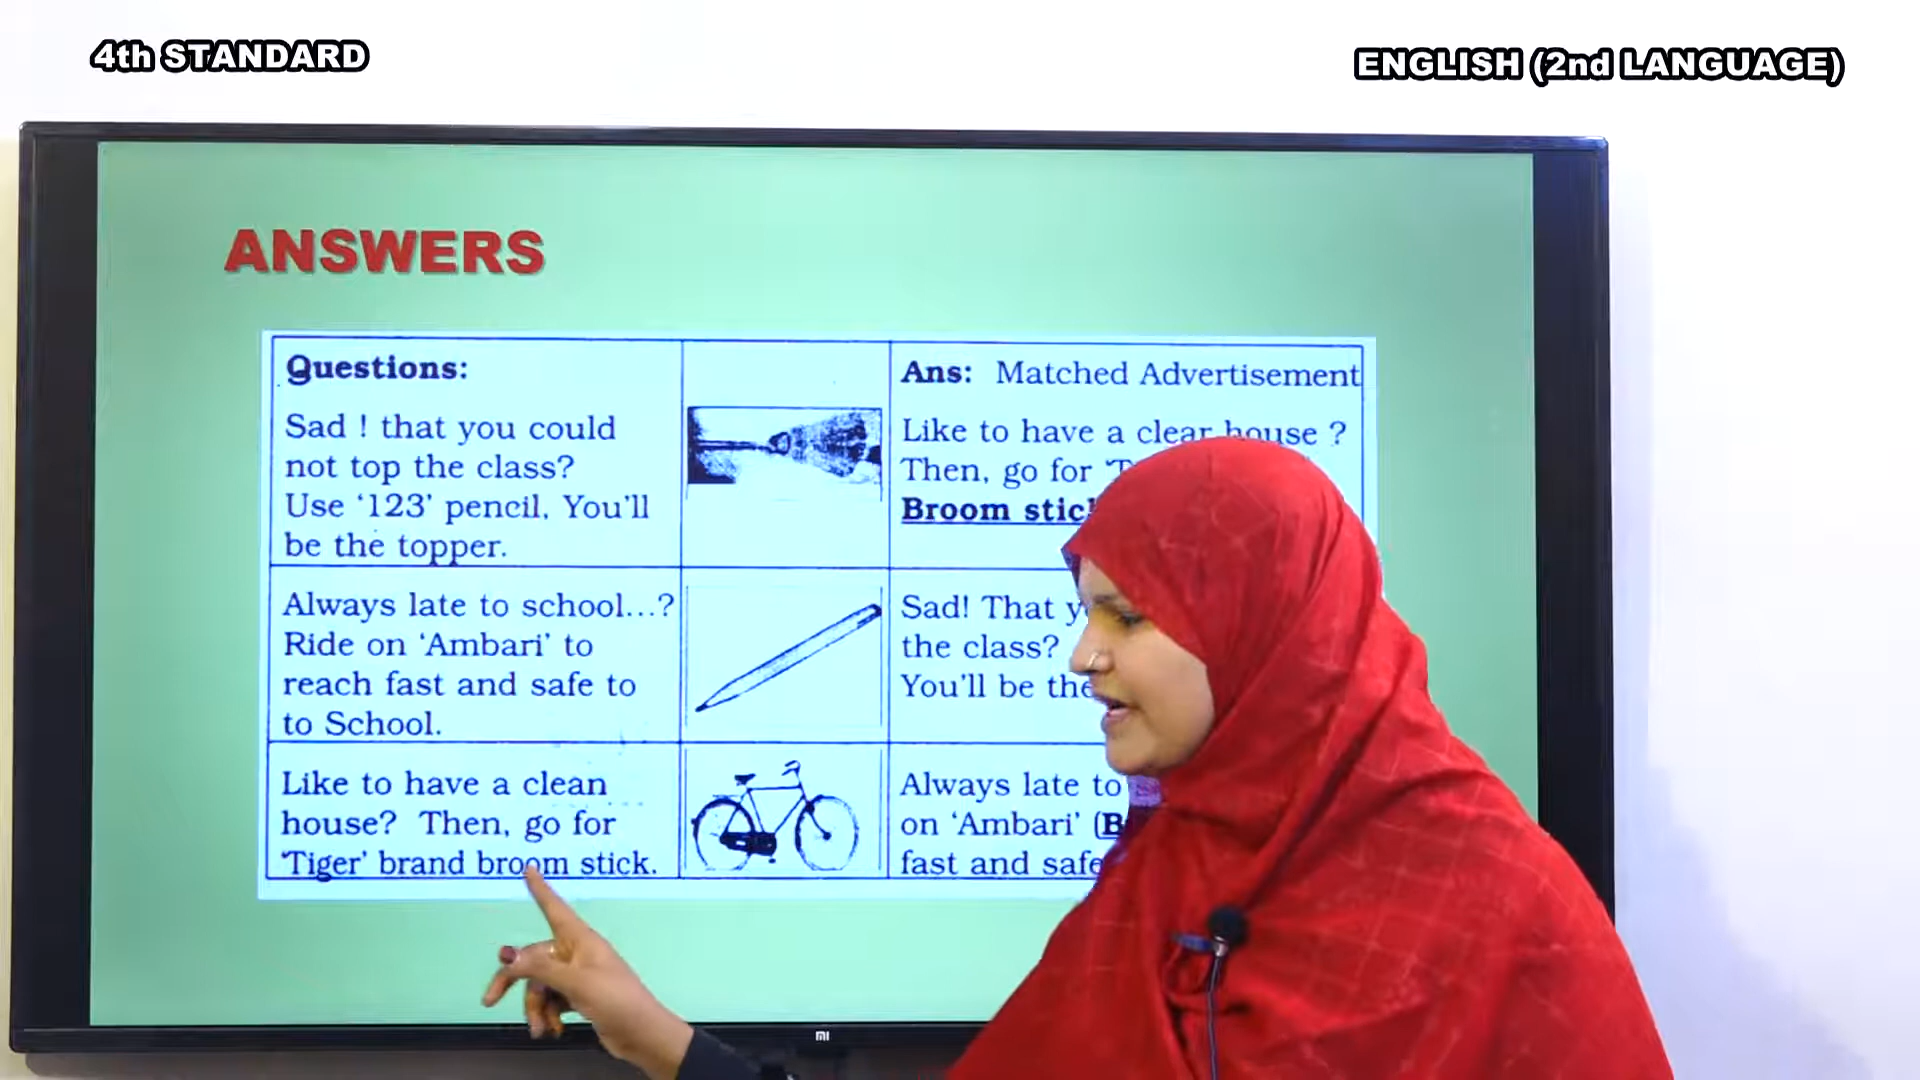 4th STANDARD
ENGLISH (2nd LANGUAGE)
ANSWERS
Questions:
Sad ! that you could
not top the class?
Use ‘123’ pencil, You’ll
be the topper.
Ans: Matched Advertisement
Like to have a clear house ?
Then, go for
Broom
Always late to school...?
Ride on ‘Ambari’ to
reach fast and safe to
to School.
Sad! That
the class?
You’ll be the
Like to have a clean
house? Then, go for
‘Tiger’ brand broom stick.
Always late to
on ‘Ambari’
fast and safe
mi